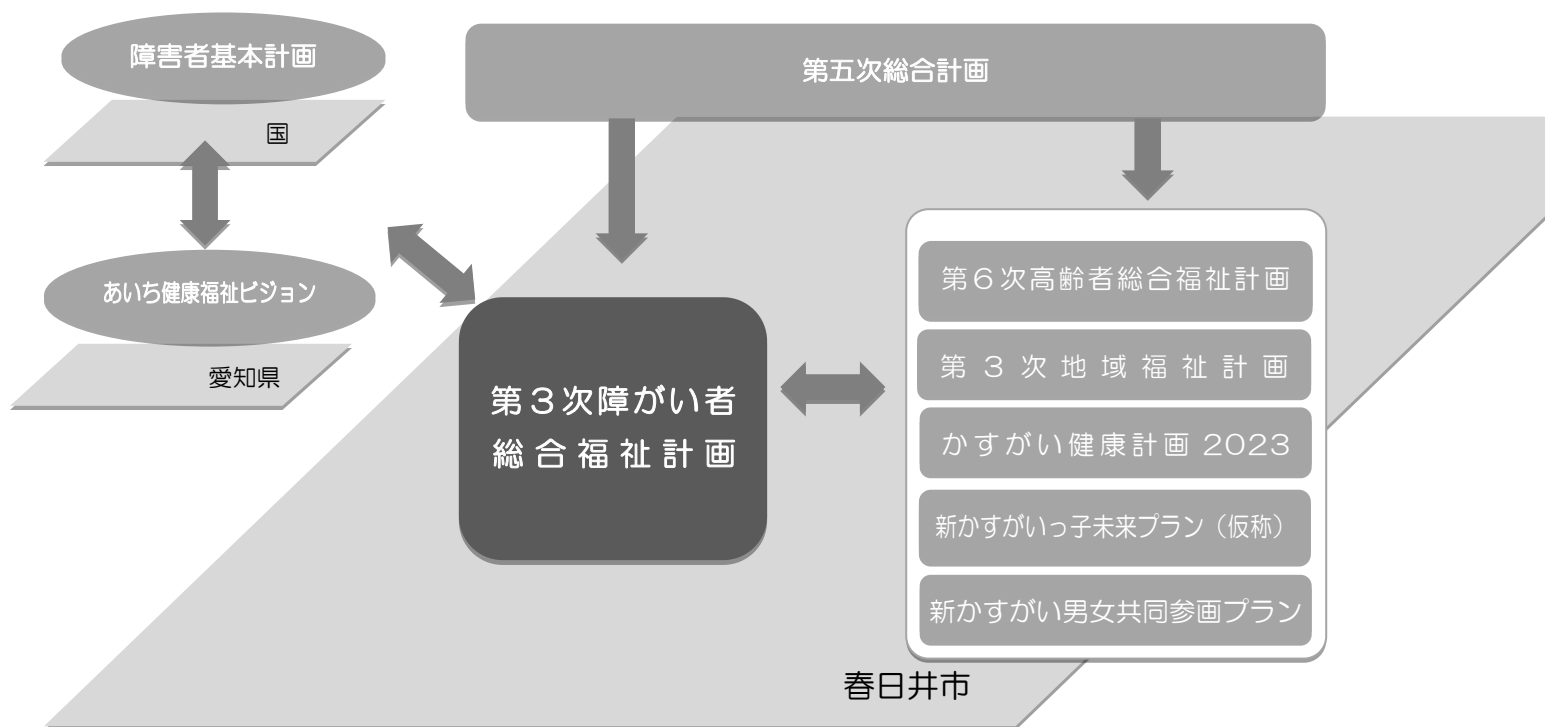 障害者基本計画
国
あいち健康福祉ビジョン
愛知県
第五次総合計画
第３次障がい者
総合福祉計画
第６次高齢者総合福祉計画
第３次地域福祉計画
かすがい健康計画 2023
新かすがいっ子未来プラン（仮称）
新かすがい男女共同参画プラン
春日井市